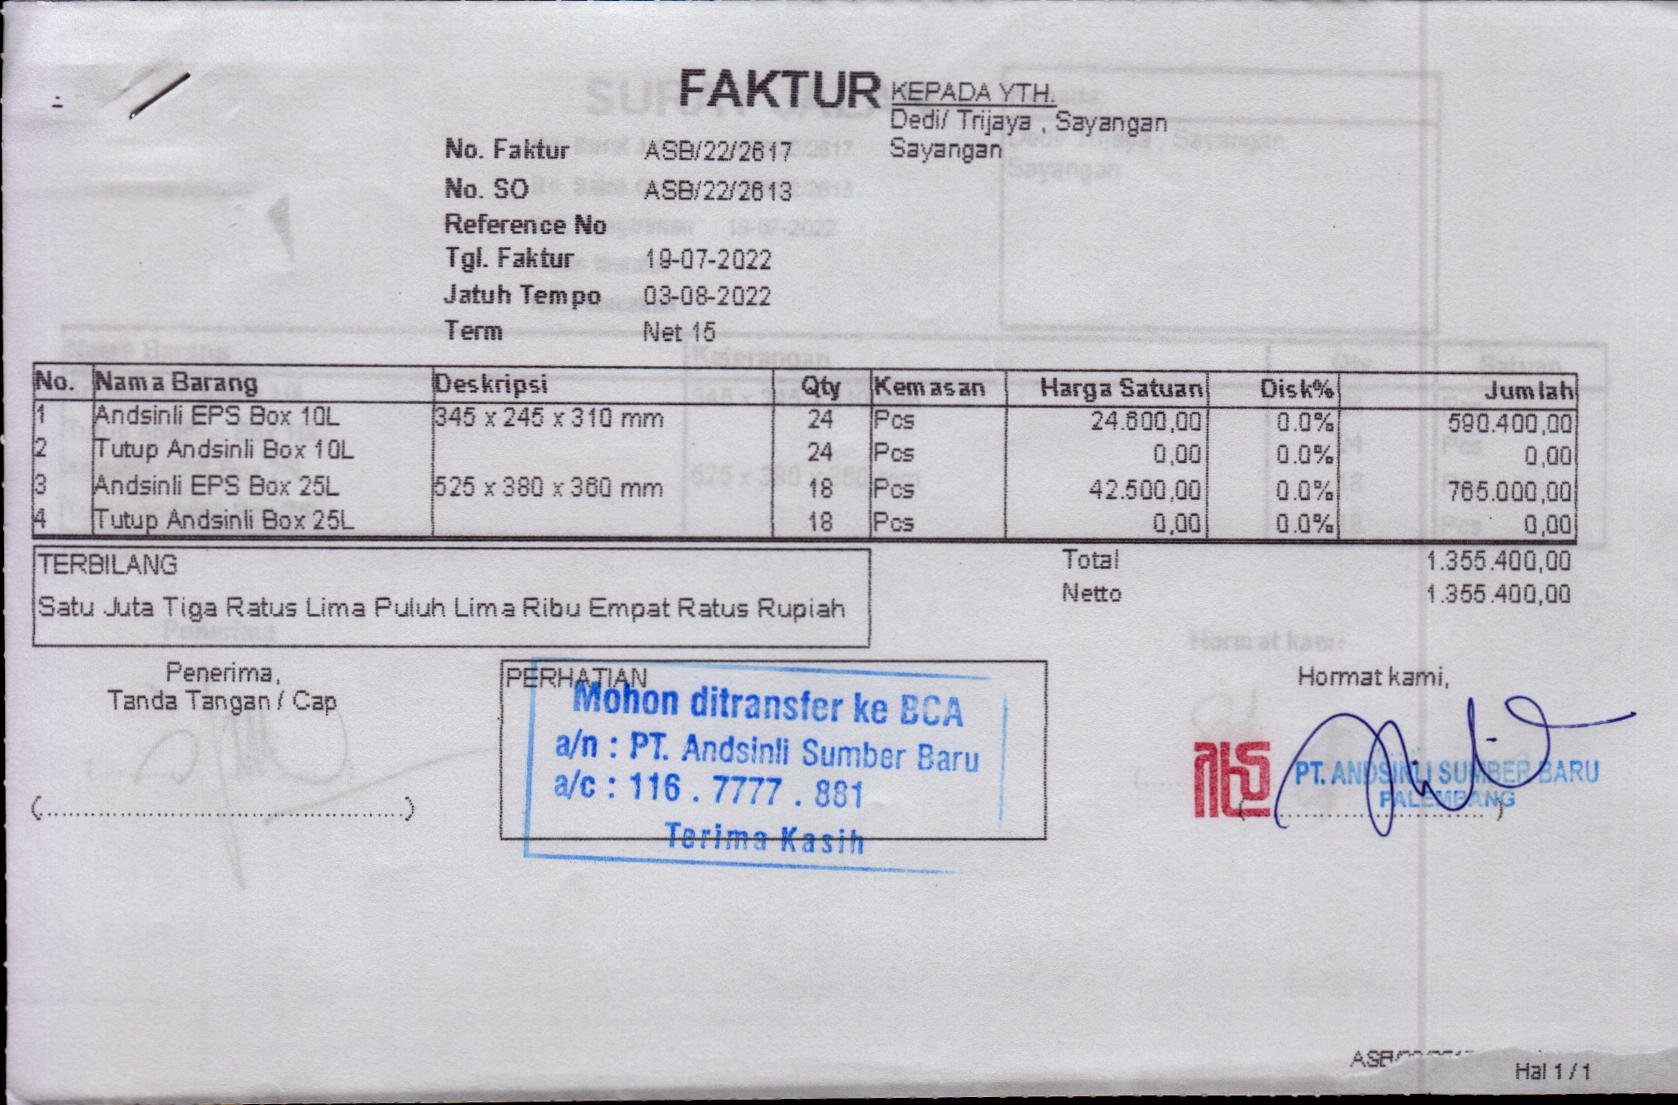 FAKTUR
KEPADA YTH.
Dedi/ Trijaya , Sayangan
Sayangan
No. Faktur ASB/22/2617
No. SO ASB/22/2613
Reference No
Tgl. Faktur 19-07-2022
Jatuh Tempo 03-08-2022
Term Net 15
No. Nama Barang Deskripsi Qty Kemasan Harga Satuan Disk% Jumlah
1 Andsinli EPS Box 10L 345 x 245 x 310 mm 24 Pcs 24.600,00 0.0% 590.400,00
2 Tutup Andsinli Box 10L 24 Pcs 0,00 0.0% 0,00
3 Andsinli EPS Box 25L 525 x 380 x 360 mm 18 Pcs 42.500,00 0.0% 765.000,00
4 Tutup Andsinli Box 25L 18 Pcs 0,00 0.0% 0,00
TERBILANG
Satu Juta Tiga Ratus Lima Puluh Lima Ribu Empat Ratus Rupiah
Total 1.355.400,00
Netto 1.355.400,00
Penerima,
Tanda Tangan / Cap
(................................................)
PERHATIAN
Mohon ditransfer ke BCA
a/n : PT. Andsinli Sumber Baru
a/c : 116 . 7777 . 881
Terima Kasih
Hormat kami,
PT. ANDSINLI SUMBER BARU
PALEMBANG
Hal 1 / 1